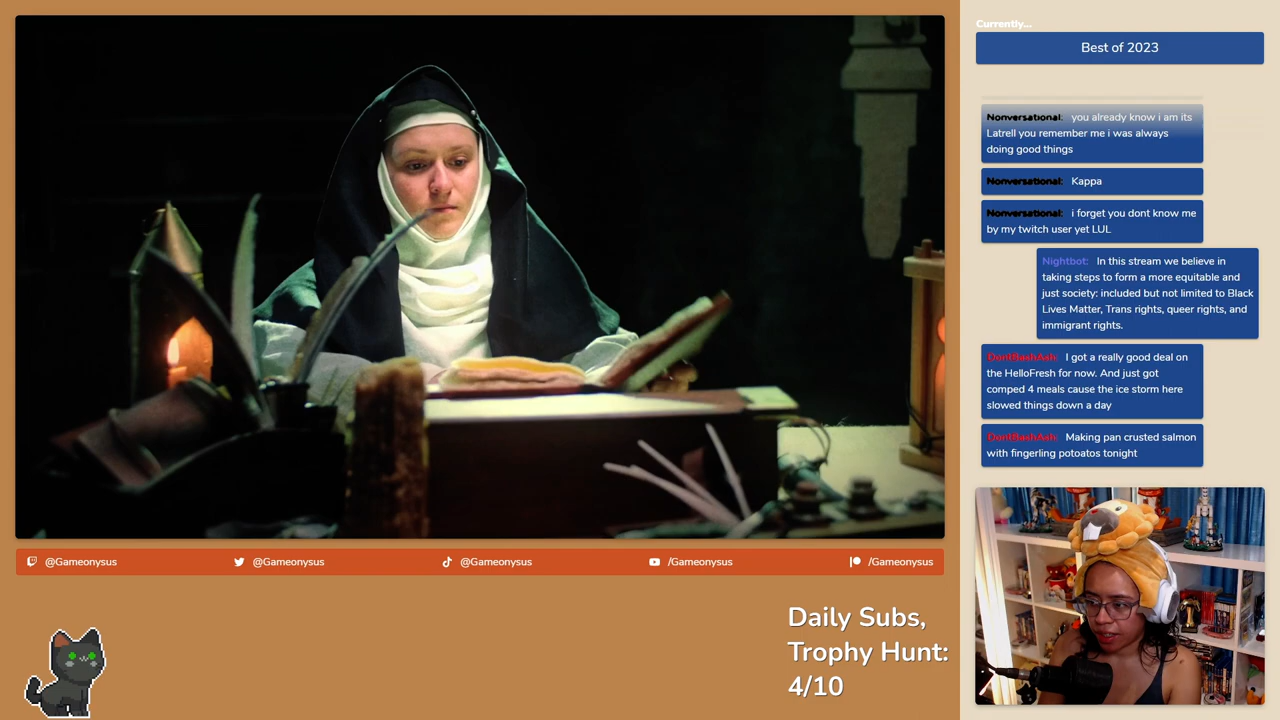 Currently...
Best of 2023
Nonversational: you already know i am its
Latrell you remember me i was always
doing good things
Nonversational: Kappa
Nonversational: i forget you dont know me
by my twitch user yet LUL
Nightbot: In this stream we believe in
taking steps to form a more equitable and
just society: included but not limited to Black
Lives Matter, Trans rights, queer rights, and
immigrant rights.
DontBashAsh: I got a really good deal on
the HelloFresh for now. And just got
comped 4 meals cause the ice storm here
slowed things down a day
DontBashAsh: Making pan crusted salmon
with fingerling potoatos tonight
@Gameonysus
@Gameonysus
@Gameonysus
/Gameonysus
/Gameonysus
Daily Subs,
Trophy Hunt:
4/10